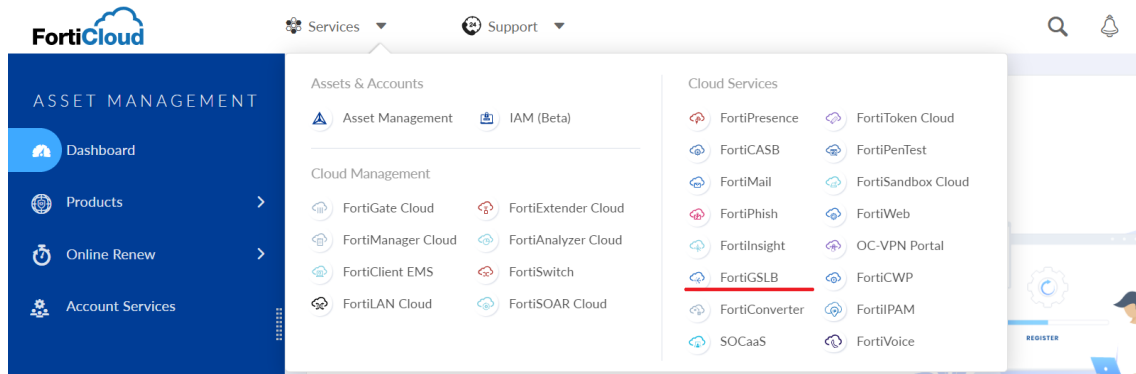 FortiCloud
Services
Support
ASSET MANAGEMENT
Dashboard
Products
Online Renew
Account Services
Assets & Accounts
Asset Management
IAM (Beta)
Cloud Management
FortiGate Cloud
FortiExtender Cloud
FortiManager Cloud
FortiAnalyzer Cloud
FortiClient EMS
FortiSwitch
FortiLAN Cloud
FortiSOAR Cloud
Cloud Services
FortiPresence
FortiToken Cloud
FortiCASB
FortiPenTest
FortiMail
FortiSandbox Cloud
FortiPhish
FortiWeb
FortiInsight
OC-VPN Portal
FortiGSLB
FortiCWP
FortiConverter
FortiIPAM
SOCaaS
FortiVoice
REGISTER